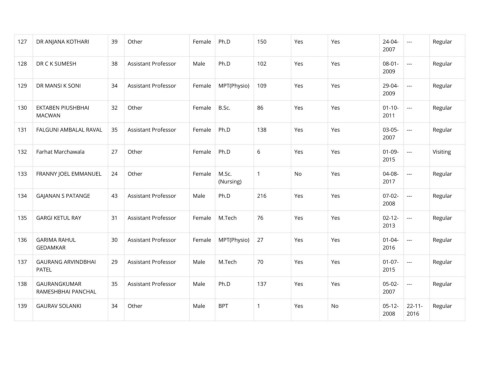 127 DR ANJANA KOTHARI 39 Other Female Ph.D 150 Yes Yes 24-04- --- Regular
2007
128 DR C K SUMESH 38 Assistant Professor Male Ph.D 102 Yes Yes 08-01- --- Regular
2009
129 DR MANSI K SONI 34 Assistant Professor Female MPT(Physio) 109 Yes Yes 29-04- --- Regular
2009
130 EKTABEN PIUSHBHAI 32 Other Female B.Sc. 86 Yes Yes 01-10- --- Regular
MACWAN 2011
131 FALGUNI AMBALAL RAVAL 35 Assistant Professor Female Ph.D 138 Yes Yes 03-05- --- Regular
2007
132 Farhat Marchawala 27 Other Female Ph.D 6 Yes Yes 01-09- --- Visiting
2015
133 FRANNY JOEL EMMANUEL 24 Other Female M.Sc. 1 No Yes 04-08- --- Regular
(Nursing) 2017
134 GAJANAN S PATANGE 43 Assistant Professor Male Ph.D 216 Yes Yes 07-02- --- Regular
2008
135 GARGI KETUL RAY 31 Assistant Professor Female M.Tech 76 Yes Yes 02-12- --- Regular
2013
136 GARIMA RAHUL 30 Assistant Professor Female MPT(Physio) 27 Yes Yes 01-04- --- Regular
GEDAMKAR 2016
137 GAURANG ARVINDBHAI 29 Assistant Professor Male M.Tech 70 Yes Yes 01-07- --- Regular
PATEL 2015
138 GAURANGKUMAR 35 Assistant Professor Male Ph.D 137 Yes Yes 05-02- --- Regular
RAMESHBHAI PANCHAL 2007
139 GAURAV SOLANKI 34 Other Male BPT 1 Yes No 05-12- 22-11- Regular
2008 2016